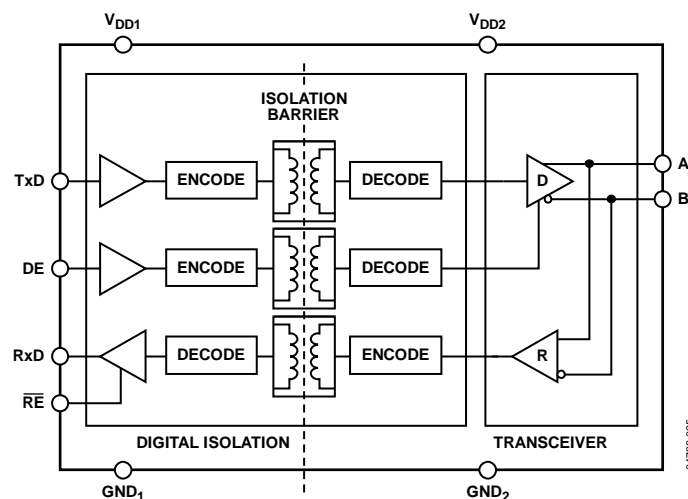 VDD1
VDD2
ISOLATION
BARRIER
TxD
ENCODE
DECODE
D
A
B
DE
ENCODE
DECODE
RxD
DECODE
ENCODE
R
RE
DIGITAL ISOLATION
TRANSCEIVER
GND1
GND2